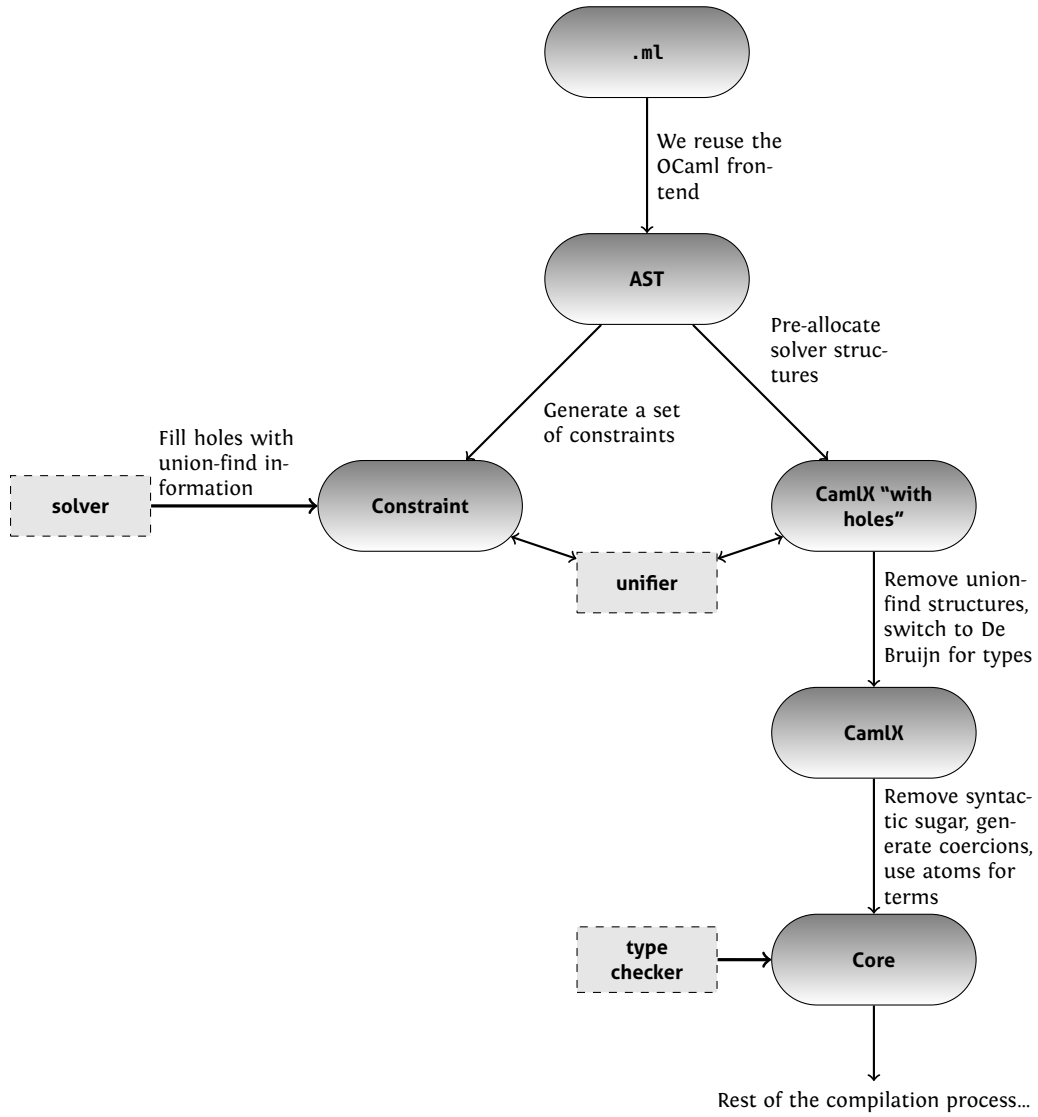 .ml
We reuse the
OCaml fron-
tend
AST
Pre-allocate
solver struc-
tures
Generate a set
of constraints
Fill holes with
union-find in-
formation
solver
Constraint
CamlX “with
holes”
unifier
Remove union-
find structures,
switch to De
Bruijn for types
CamlX
Remove syntac-
tic sugar, gen-
erate coercions,
use atoms for
terms
type
checker
Core
Rest of the compilation process...